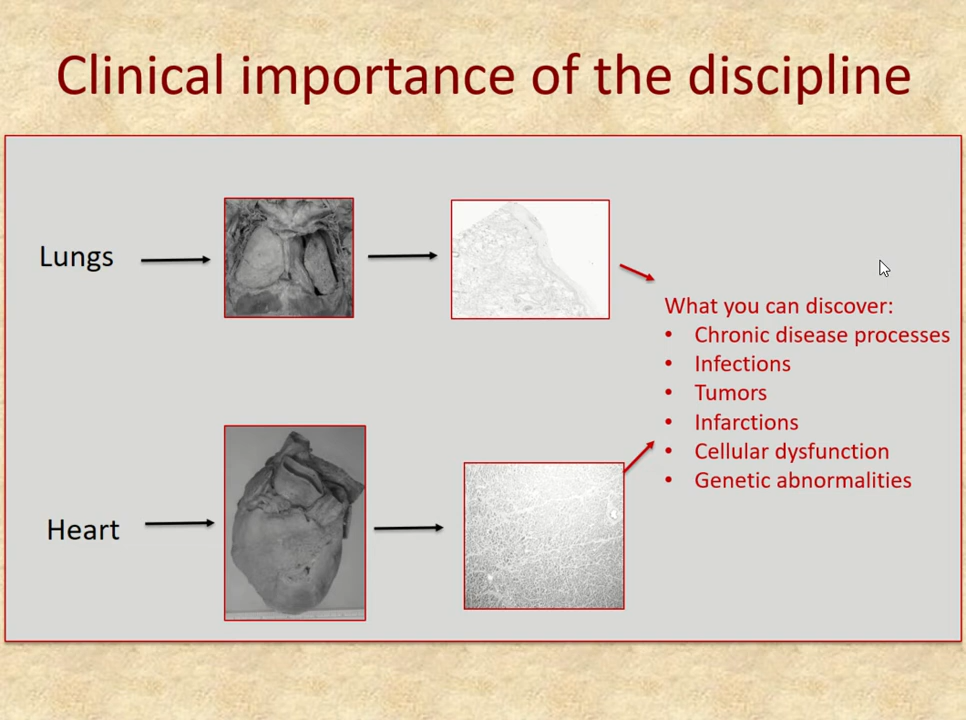 Clinical importance of the discipline
Lungs
What you can discover:
• Chronic disease processes
• Infections
• Tumors
• Infarctions
• Cellular dysfunction
• Genetic abnormalities
Heart